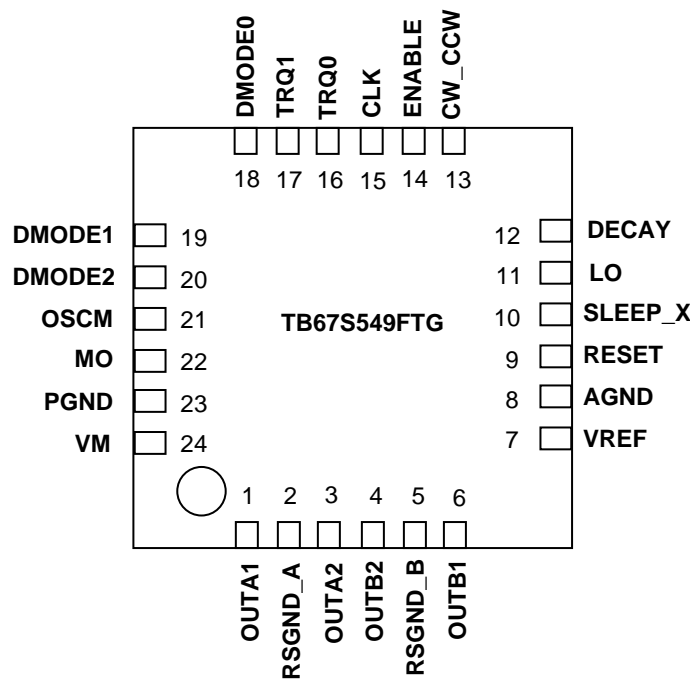 DMODE0
TRQ1
TRQ0
CLK
ENABLE
CW_CCW
18 17 16 15 14 13
DMODE1 19
DMODE2 20
OSCM 21
MO 22
PGND 23
VM 24
TB67S549FTG
12 DECAY
11 LO
10 SLEEP_X
9 RESET
8 AGND
7 VREF
1 2 3 4 5 6
OUTA1
RSGND_A
OUTA2
OUTB2
RSGND_B
OUTB1